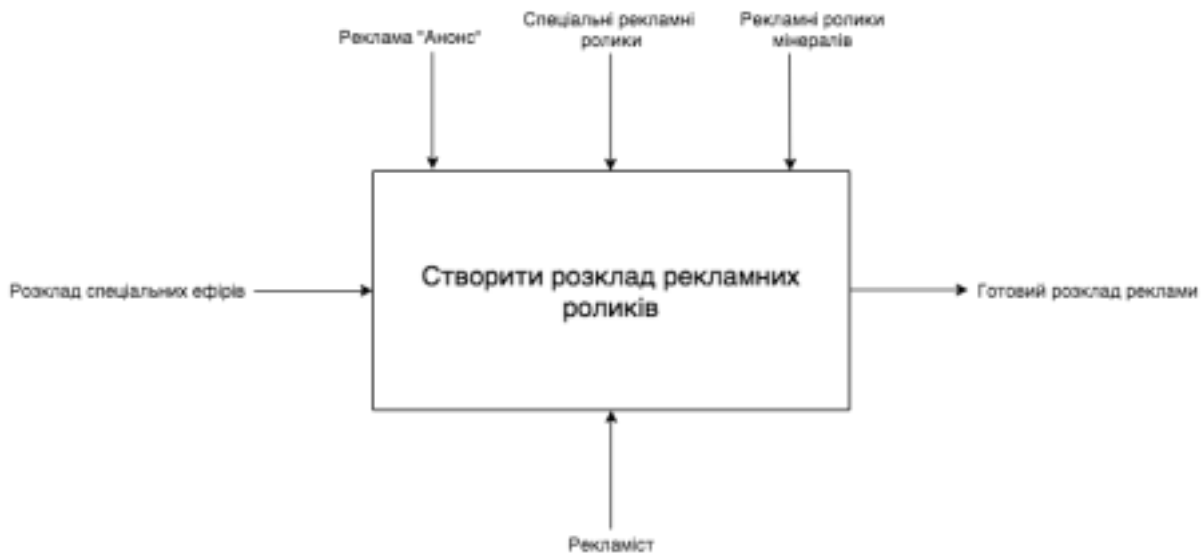 Реклама "Анонс"
Спеціальні рекламні
ролики
Рекламні ролики
мінералів
Розклад спеціальних ефірів
Створити розклад рекламних
роликів
Готовий розклад реклами
Рекламіст